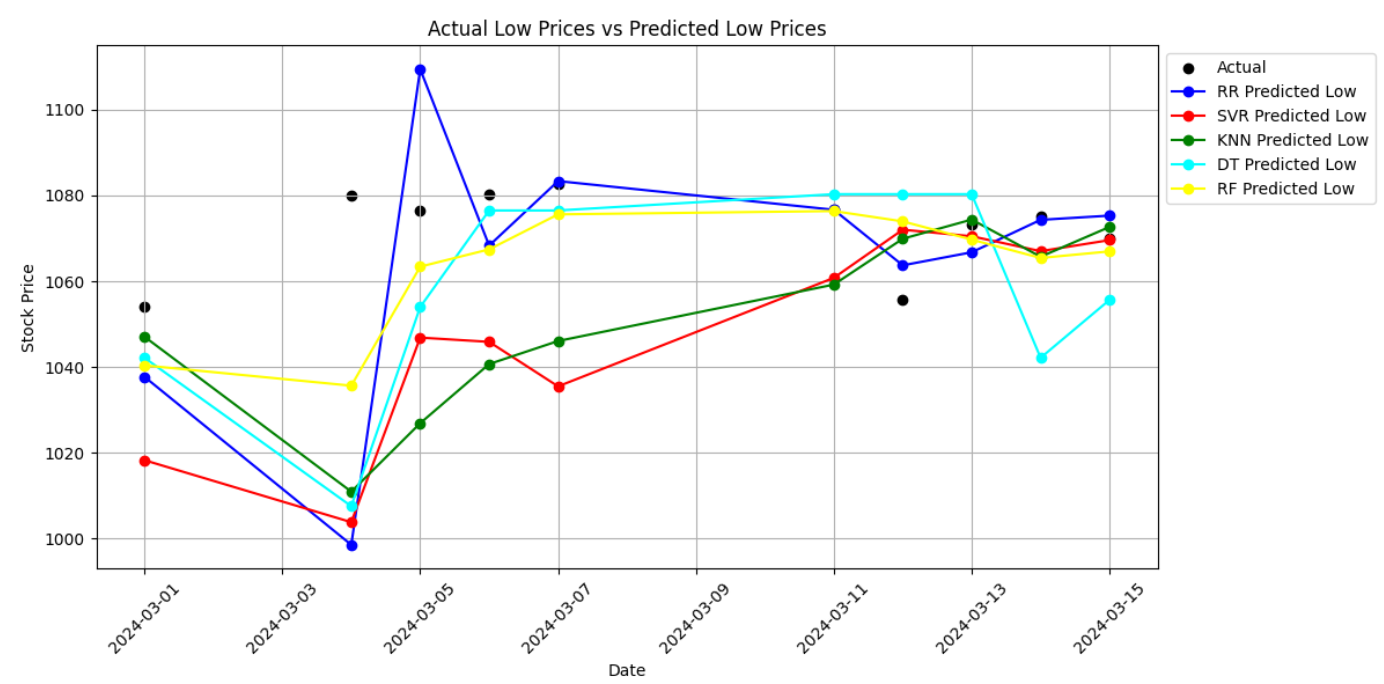 Actual Low Prices vs Predicted Low Prices
Actual
RR Predicted Low
SVR Predicted Low
KNN Predicted Low
DT Predicted Low
RF Predicted Low
Stock Price
1100
1080
1060
1040
1020
1000
2024-03-01
2024-03-03
2024-03-05
2024-03-07
2024-03-09
2024-03-11
2024-03-13
2024-03-15
Date